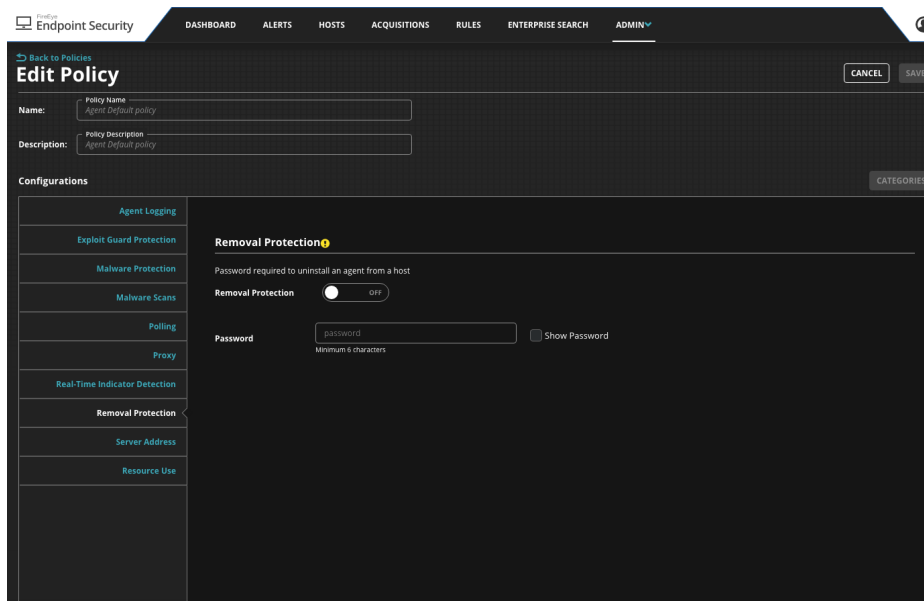 FireEye
Endpoint Security
DASHBOARD ALERTS HOSTS ACQUISITIONS RULES ENTERPRISE SEARCH ADMIN
Back to Policies
Edit Policy
CANCEL SAVE
Name: Policy Name
Agent Default policy
Description: Policy Description
Agent Default policy
Configurations
CATEGORIES
Agent Logging
Exploit Guard Protection
Malware Protection
Malware Scans
Polling
Proxy
Real-Time Indicator Detection
Removal Protection
Server Address
Resource Use
Removal Protection
Password required to uninstall an agent from a host
Removal Protection OFF
Password password Show Password
Minimum 6 characters